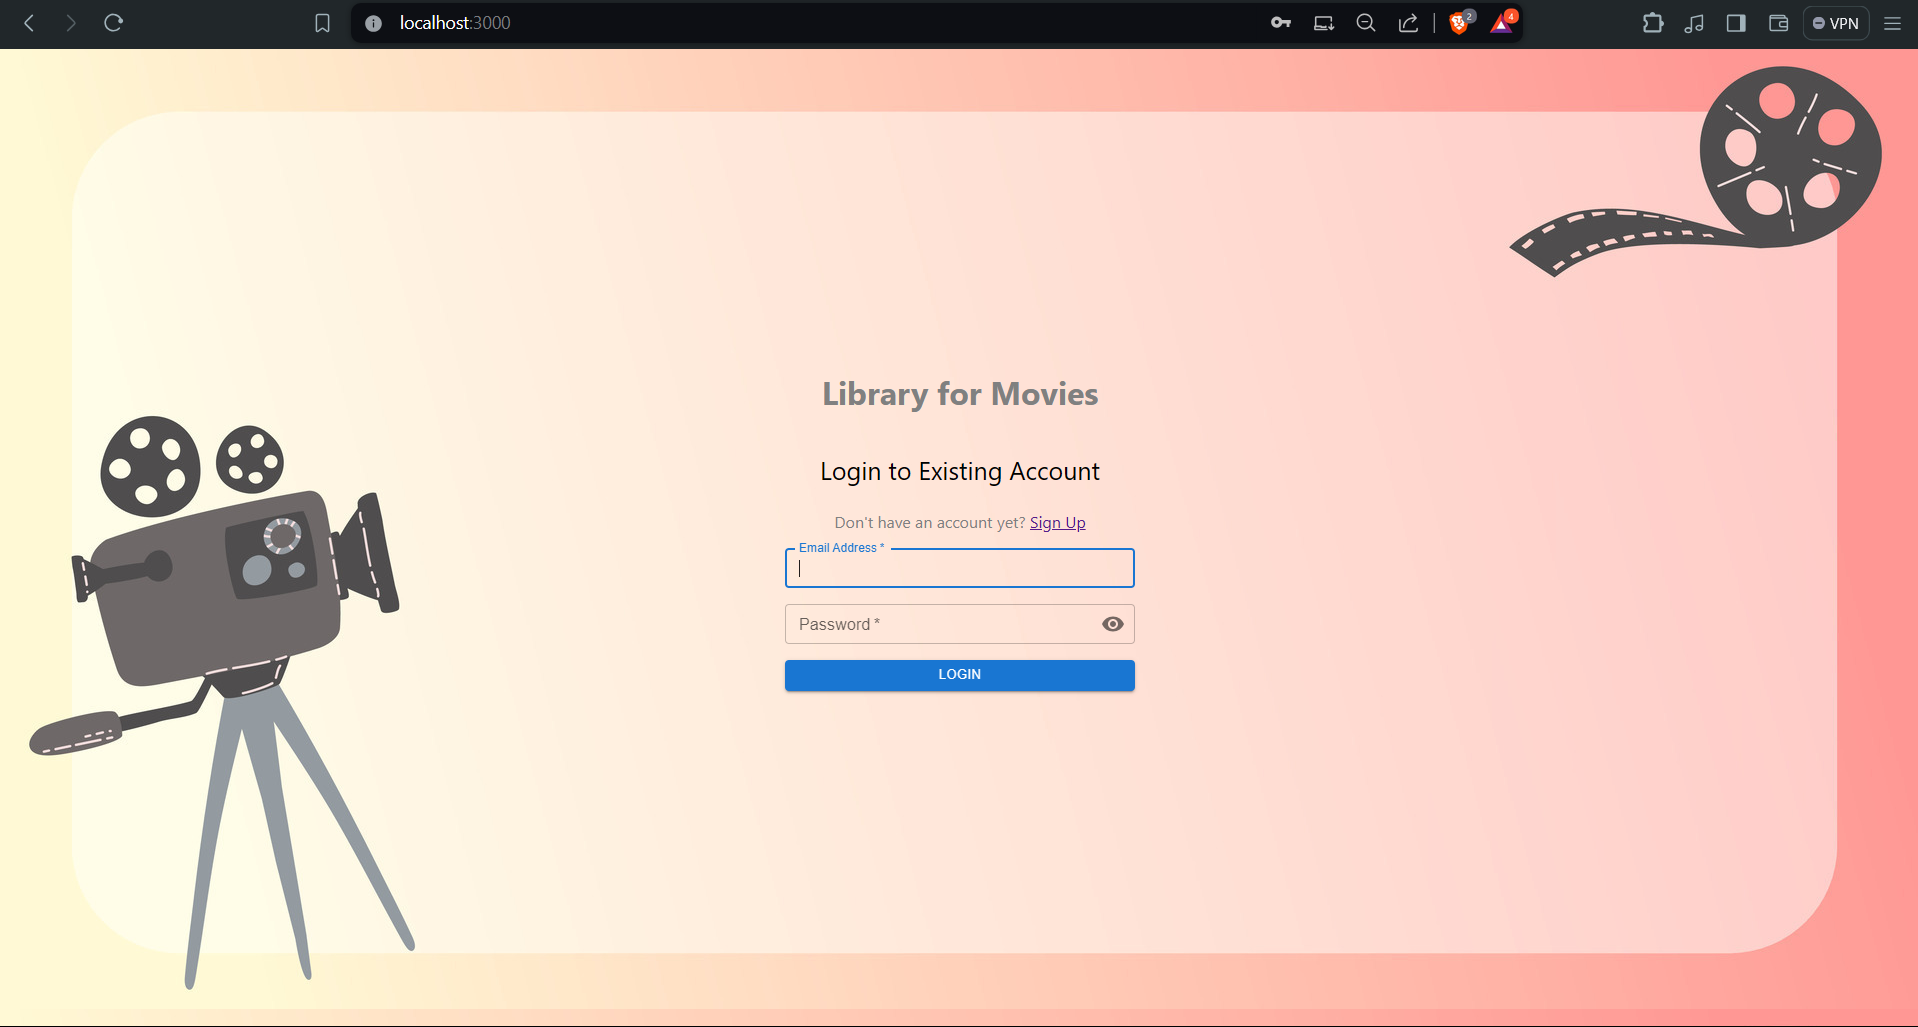 localhost:3000
2
4
VPN
Library for Movies
Login to Existing Account
Don't have an account yet? Sign Up
Email Address *
Password *
LOGIN